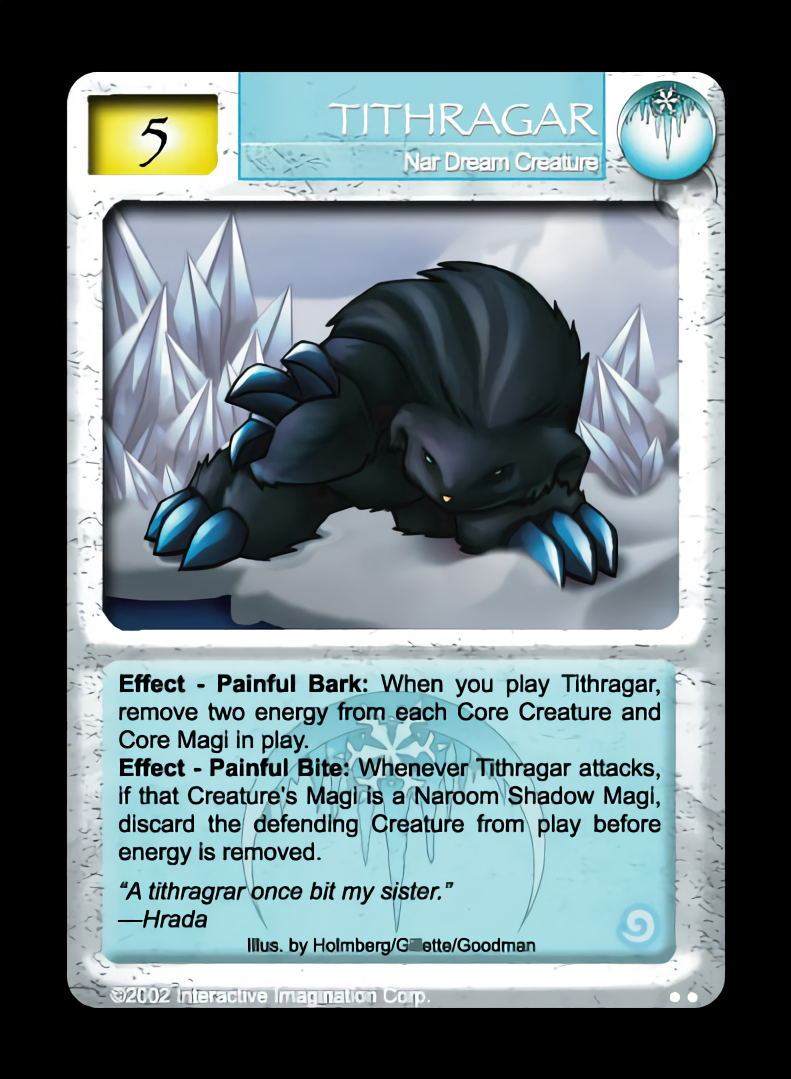 5
TITHRAGAR
Nar Dream Creature
Effect - Painful Bark: When you play Tithragar,
remove two energy from each Core Creature and
Core Magi in play.
Effect - Painful Bite: Whenever Tithragar attacks,
if that Creature's Magi is a Naroom Shadow Magi,
discard the defending Creature from play before
energy is removed.
“A tithragrar once bit my sister.”
—Hrada
Illus. by Holmberg/Gillette/Goodman
©2002 Interactive Imagination Corp.